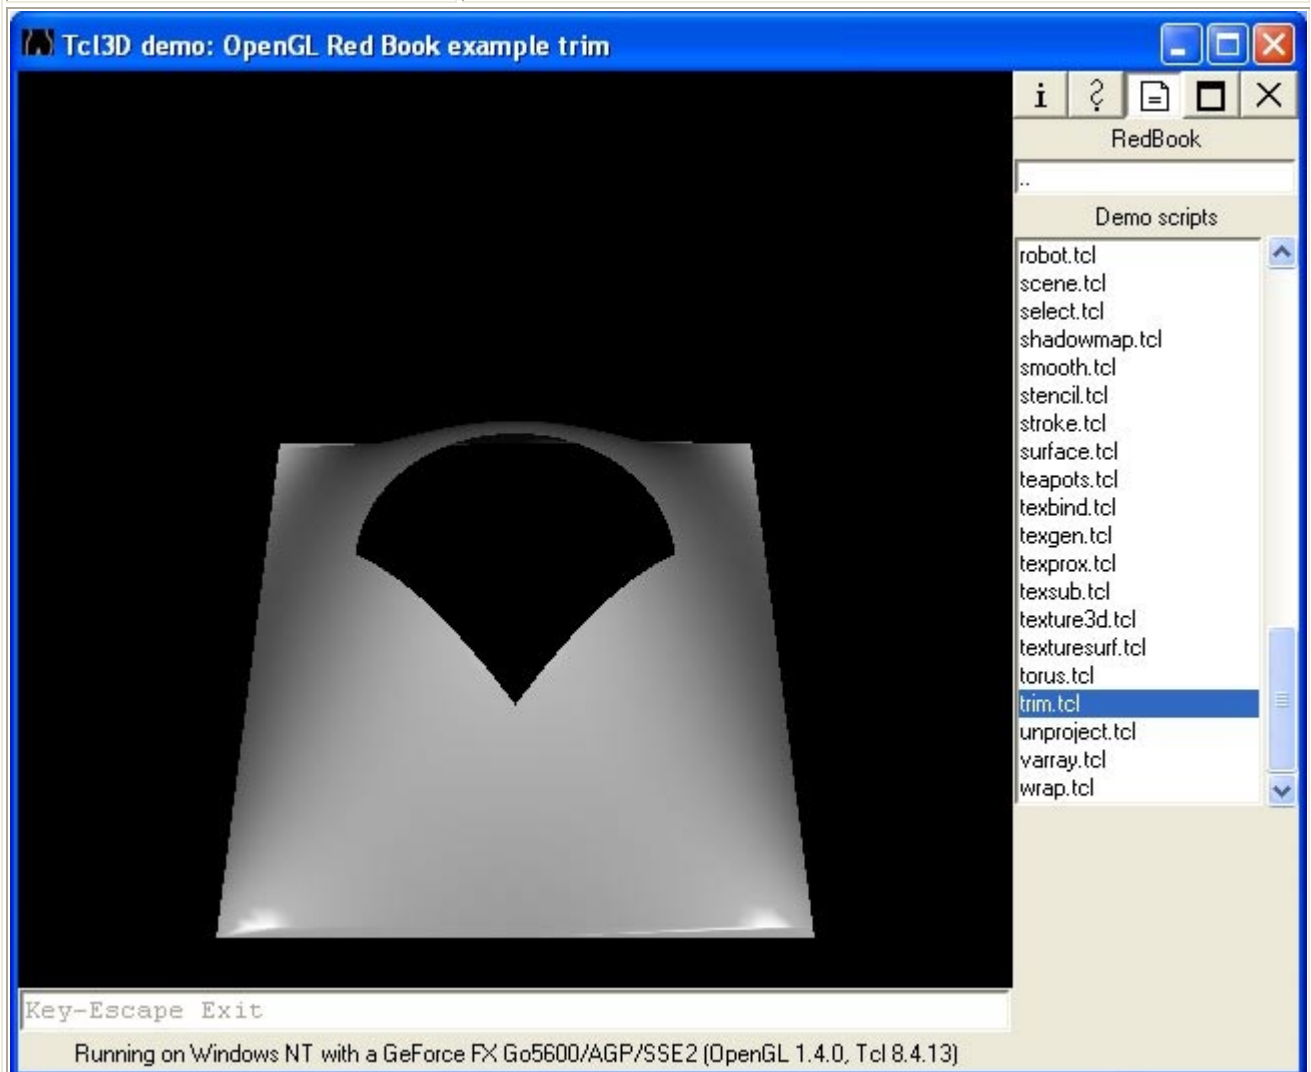 Tcl3D demo: OpenGL Red Book example trim
i ?
RedBook
..
Demo scripts
robot.tcl
scene.tcl
select.tcl
shadowmap.tcl
smooth.tcl
stencil.tcl
stroke.tcl
surface.tcl
teapots.tcl
texbind.tcl
texgen.tcl
texprox.tcl
texsub.tcl
texture3d.tcl
texturesurf.tcl
torus.tcl
trim.tcl
unproject.tcl
varray.tcl
wrap.tcl
Key-Escape Exit
Running on Windows NT with a GeForce FX Go5600/AGP/SSE2 (OpenGL 1.4.0, Tcl 8.4.13)